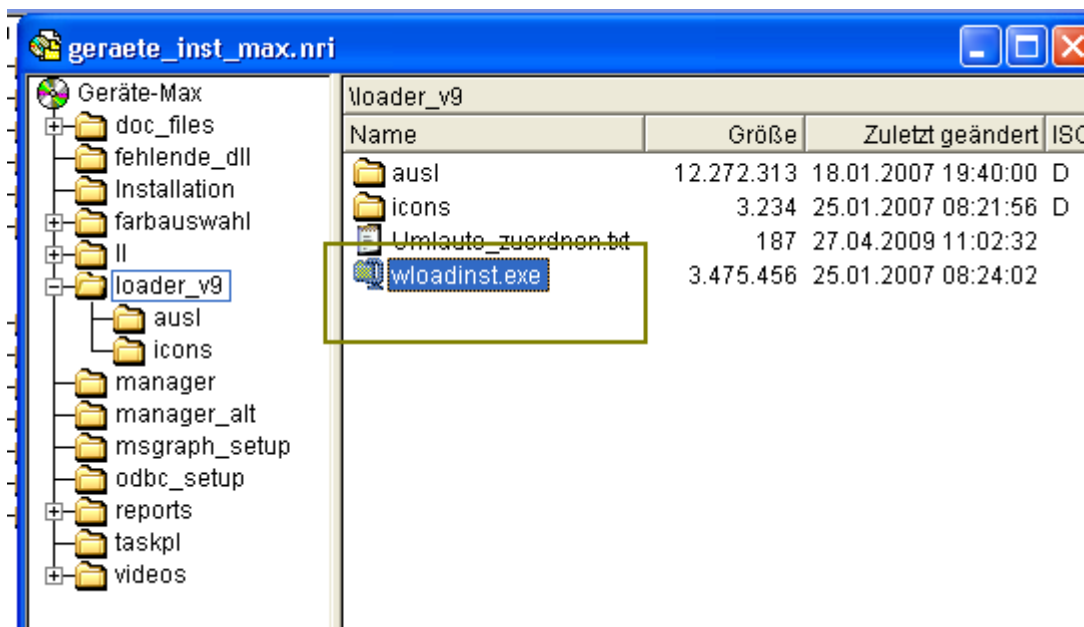 geraete_inst_max.nri
Geräte-Max
doc_files
fehlende_dll
Installation
farbauswahl
ll
loader_v9
ausl
icons
manager
manager_alt
msgraph_setup
odbc_setup
reports
taskpl
videos
\loader_v9
Name Größe Zuletzt geändert ISO
ausl 12.272.313 18.01.2007 19:40:00 D
icons 3.234 25.01.2007 08:21:56 D
Umlaute_zuordnen.txt 187 27.04.2009 11:02:32
wloadinst.exe 3.475.456 25.01.2007 08:24:02